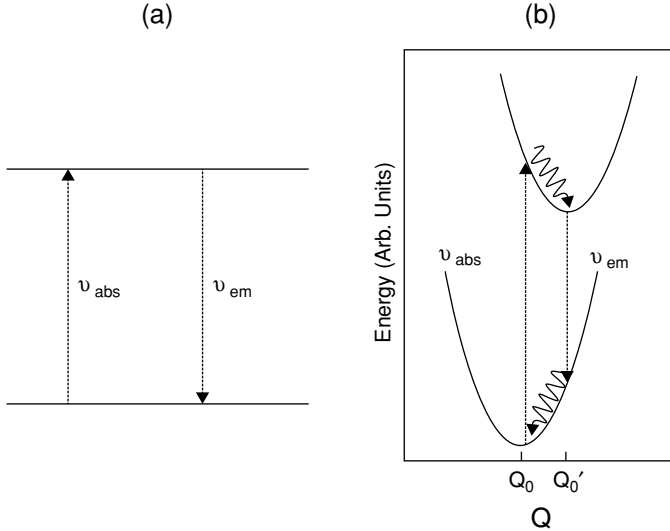 (a)
υ abs
υ em
(b)
Energy (Arb. Units)
υ abs
υ em
Q₀
Q₀′
Q